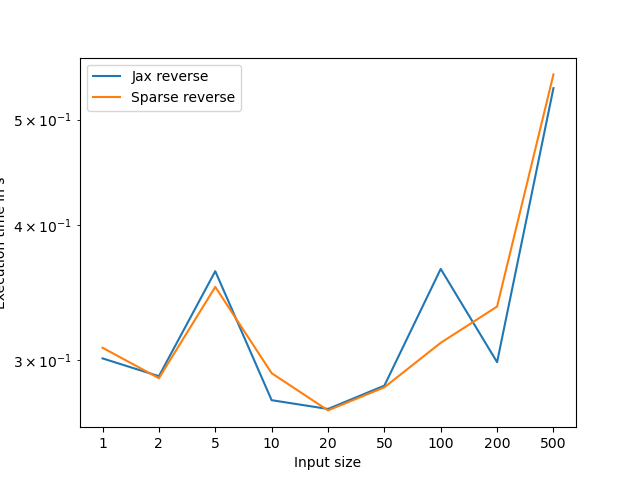 Jax reverse
Sparse reverse
5 × 10⁻¹
4 × 10⁻¹
3 × 10⁻¹
Execution time in s
1 2 5 10 20 50 100 200 500
Input size